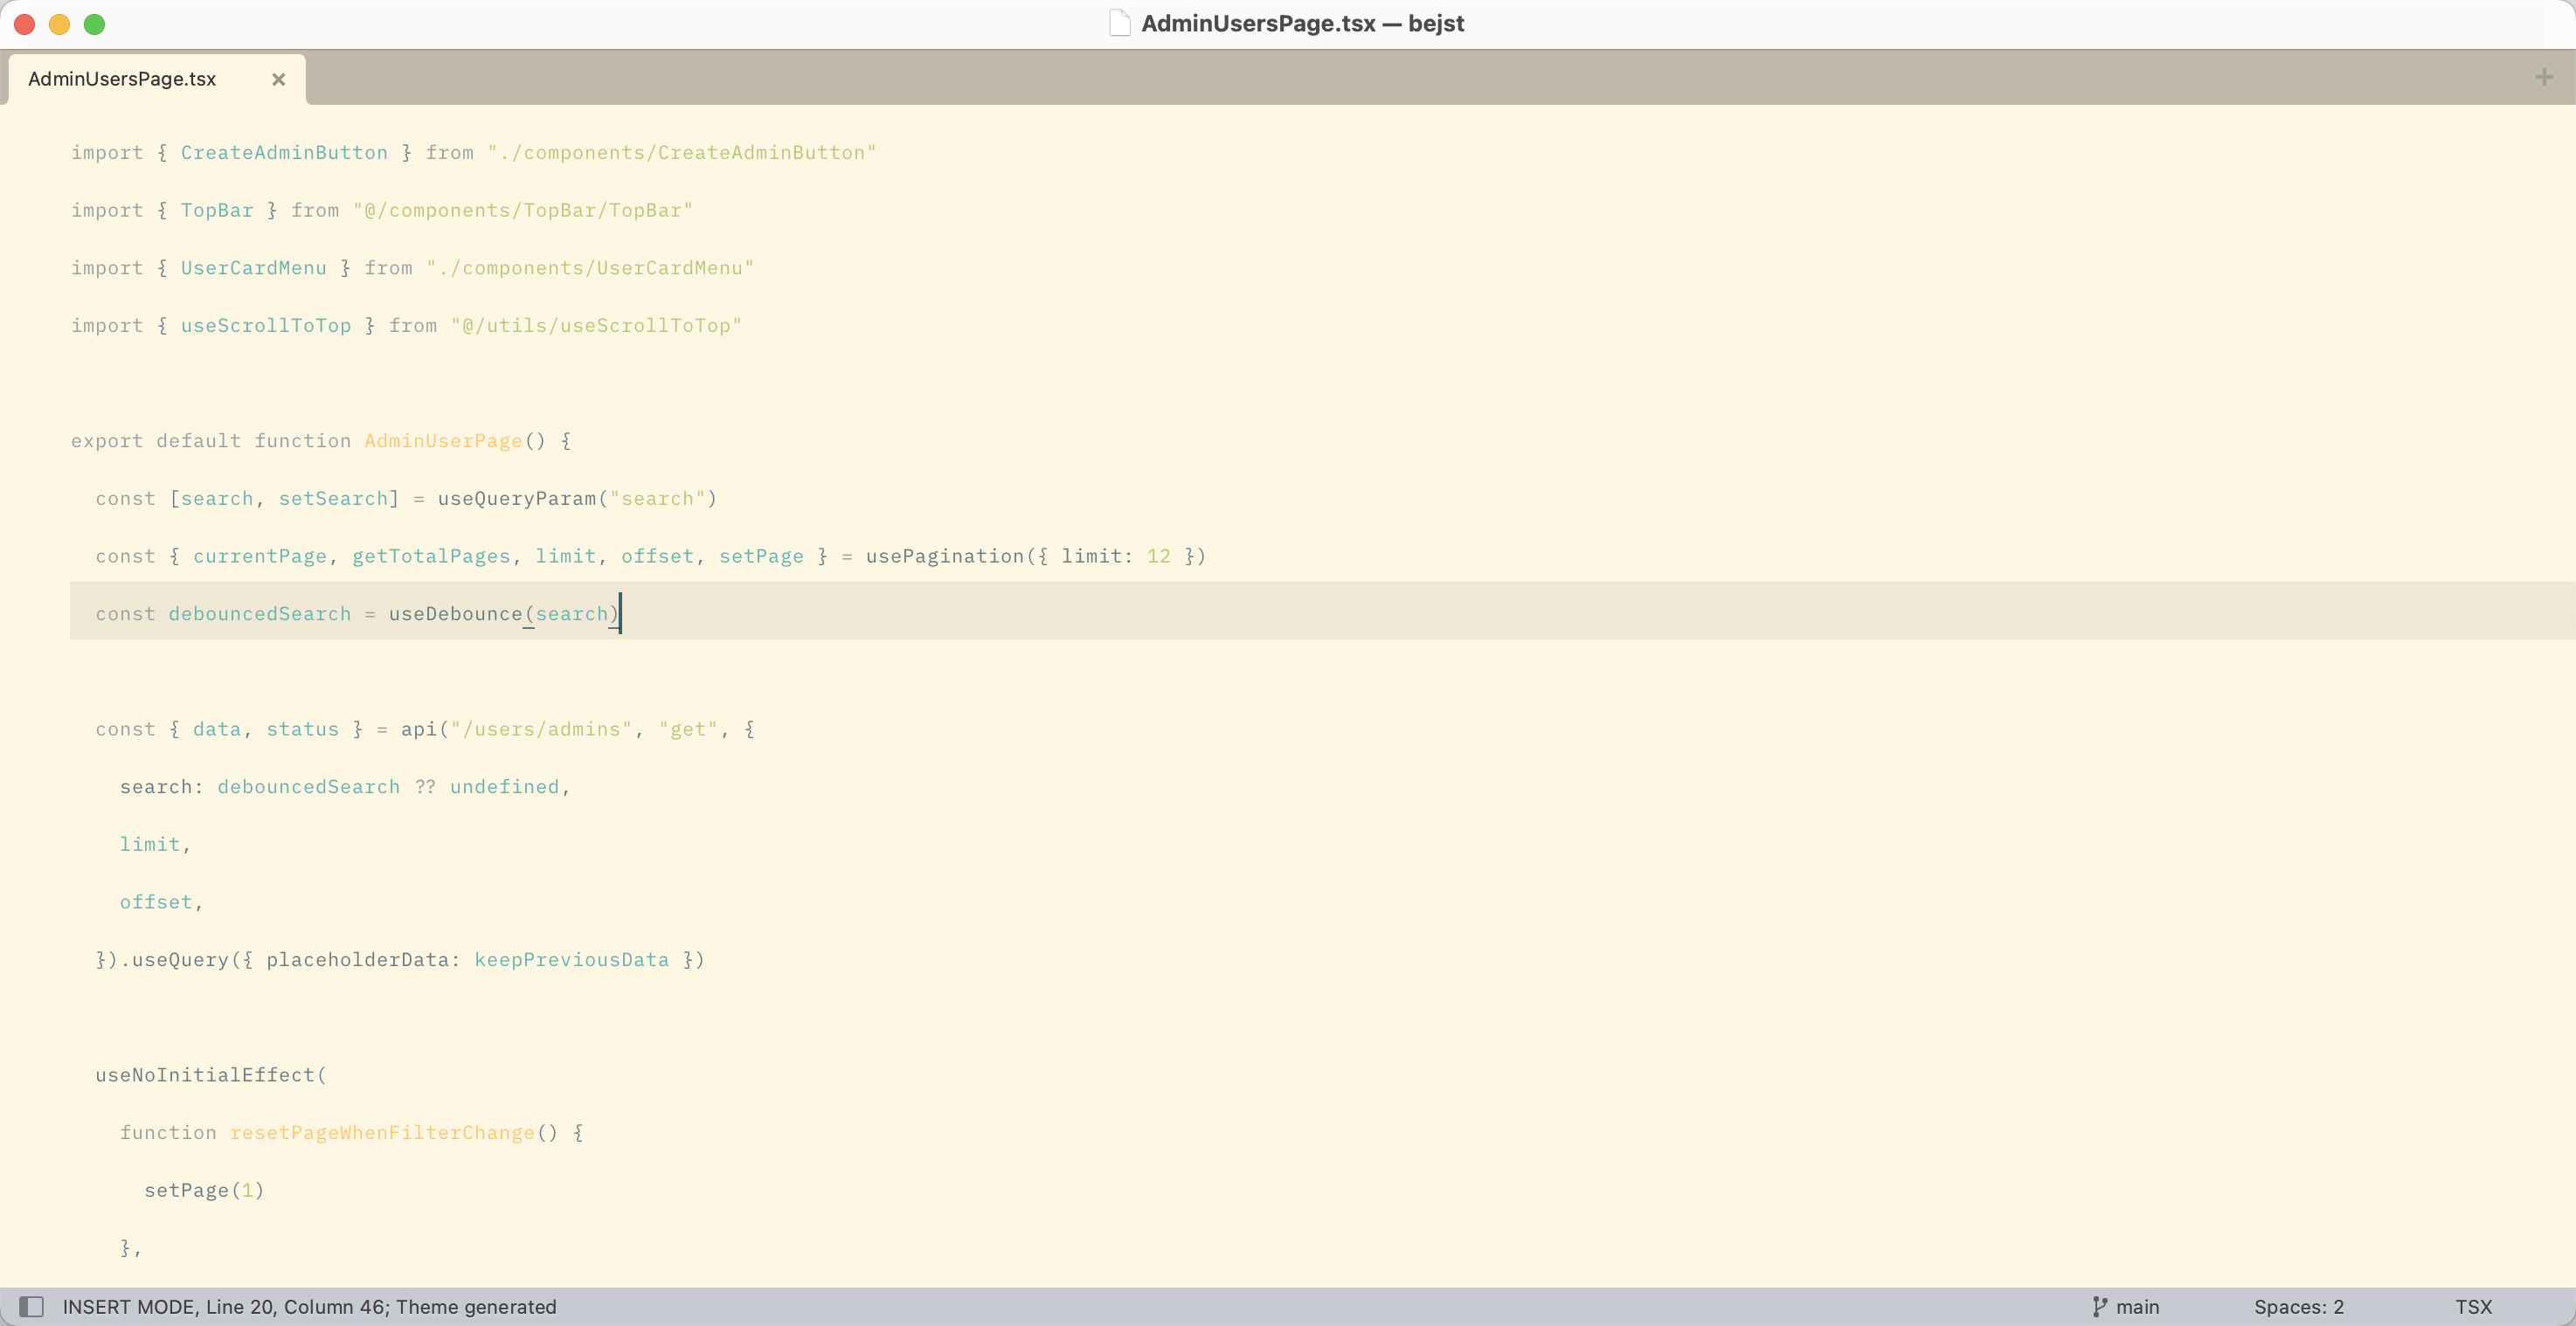 AdminUsersPage.tsx — bejst
AdminUsersPage.tsx
import { CreateAdminButton } from "./components/CreateAdminButton"
import { TopBar } from "@/components/TopBar/TopBar"
import { UserCardMenu } from "./components/UserCardMenu"
import { useScrollToTop } from "@/utils/useScrollToTop"
export default function AdminUserPage() {
const [search, setSearch] = useQueryParam("search")
const { currentPage, getTotalPages, limit, offset, setPage } = usePagination({ limit: 12 })
const debouncedSearch = useDebounce(search)
const { data, status } = api("/users/admins", "get", {
search: debouncedSearch ?? undefined,
limit,
offset,
}).useQuery({ placeholderData: keepPreviousData })
useNoInitialEffect(
function resetPageWhenFilterChange() {
setPage(1)
},
INSERT MODE, Line 20, Column 46; Theme generated
main
Spaces: 2
TSX